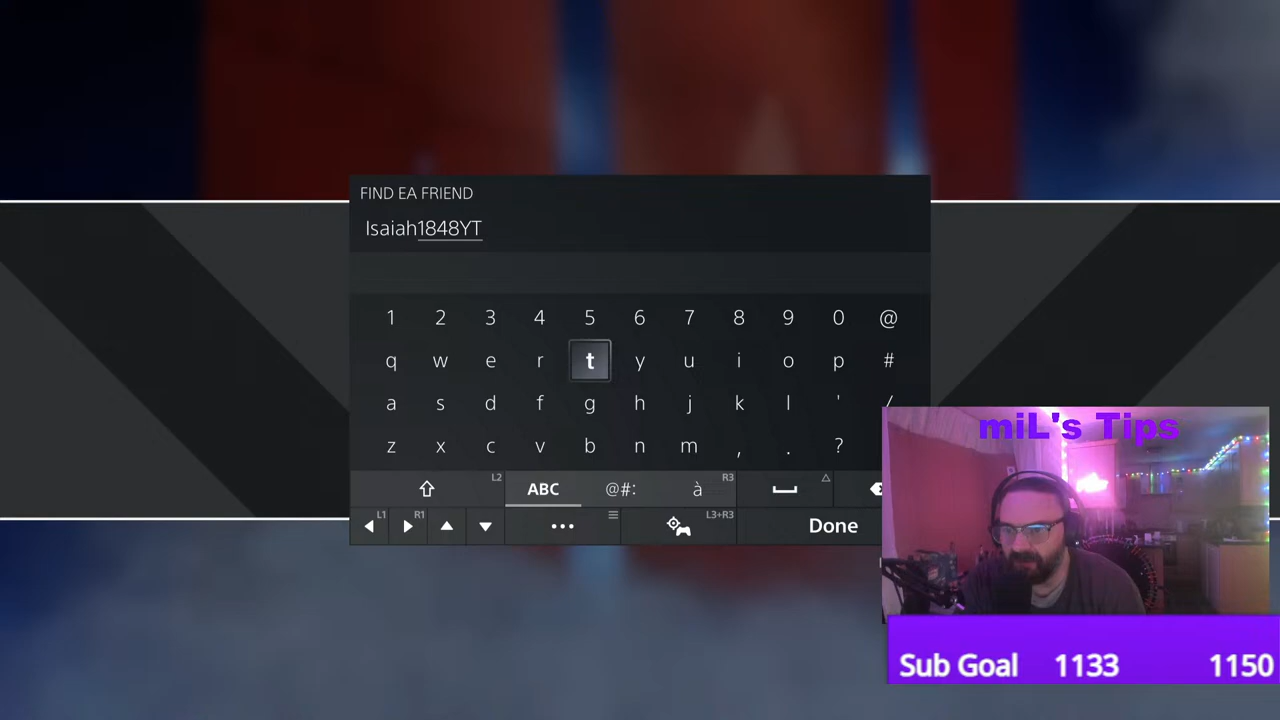 FIND EA FRIEND
Isaiah1848YT
1 2 3 4 5 6 7 8 9 0 @
q w e r t y u i o p #
a s d f g h j k l ' /
z x c v b n m , . ?
L2 R3
ABC @#: à
L1 R1 L3+R3
••• Done
miL's Tips
Sub Goal 1133 1150